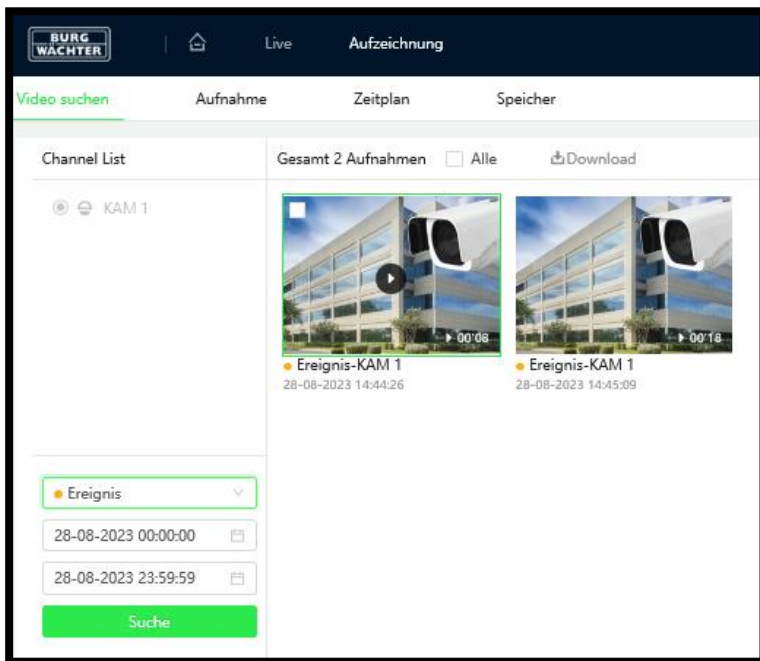 BURG
WÄCHTER
Live Aufzeichnung
Video suchen Aufnahme Zeitplan Speicher
Channel List
KAM 1
Gesamt 2 Aufnahmen Alle Download
00'08
00'18
Ereignis-KAM 1
28-08-2023 14:44:26
Ereignis-KAM 1
28-08-2023 14:45:09
Ereignis
28-08-2023 00:00:00
28-08-2023 23:59:59
Suche